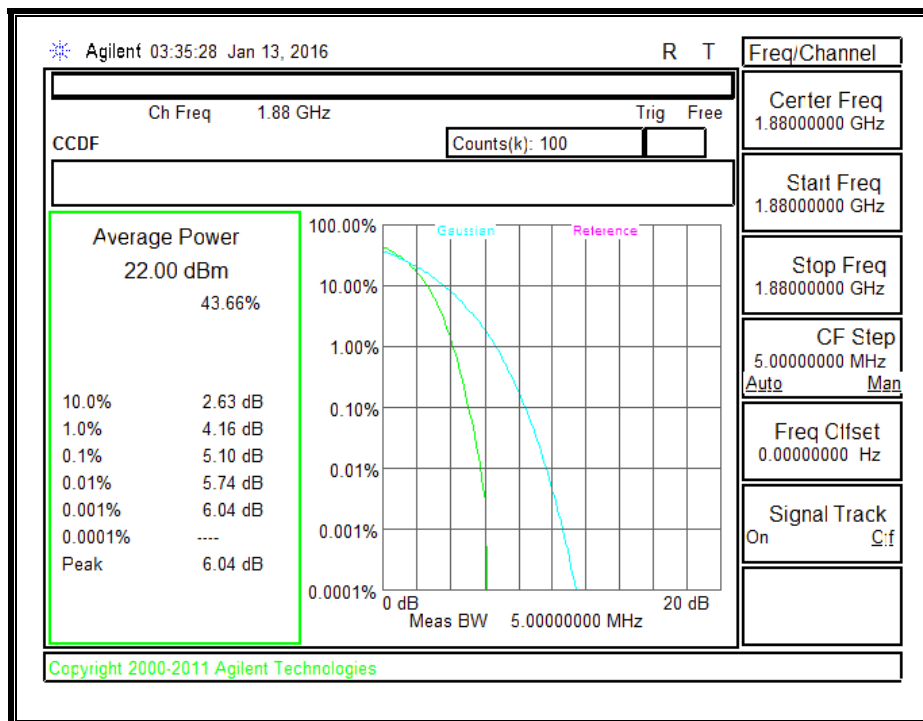 Agilent 03:35:28 Jan 13, 2016 R T
Freq/Channel
Ch Freq 1.88 GHz Trig Free
CCDF Counts(k): 100
Average Power
22.00 dBm
43.66%
10.0% 2.63 dB
1.0% 4.16 dB
0.1% 5.10 dB
0.01% 5.74 dB
0.001% 6.04 dB
0.0001% ----
Peak 6.04 dB
Gaussian Reference
100.00%
10.00%
1.00%
0.10%
0.01%
0.001%
0.0001%
0 dB 20 dB
Meas BW 5.00000000 MHz
Center Freq
1.88000000 GHz
Start Freq
1.88000000 GHz
Stop Freq
1.88000000 GHz
CF Step
5.00000000 MHz
Auto Man
Freq Offset
0.00000000 Hz
Signal Track
On Off
Copyright 2000-2011 Agilent Technologies